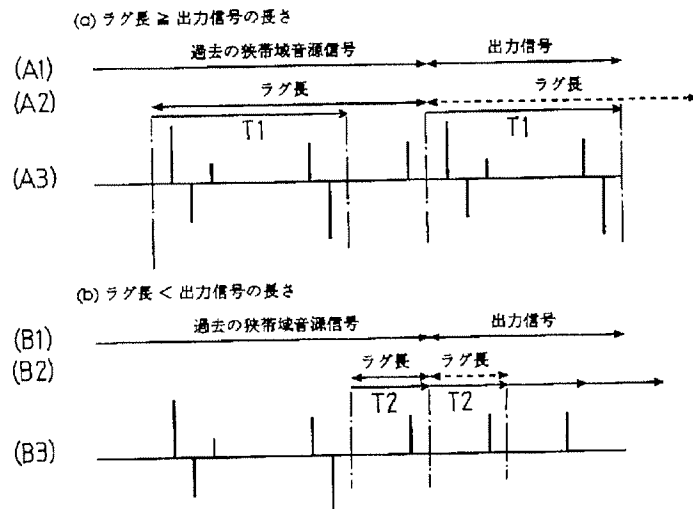 (a) ラグ長 ≧ 出力信号の長さ
過去の狭帯域音源信号 出力信号
(A1)
ラグ長 ラグ長
(A2)
T1 T1
(A3)
(b) ラグ長 < 出力信号の長さ
過去の狭帯域音源信号 出力信号
(B1)
ラグ長 ラグ長
(B2)
T2 T2
(B3)